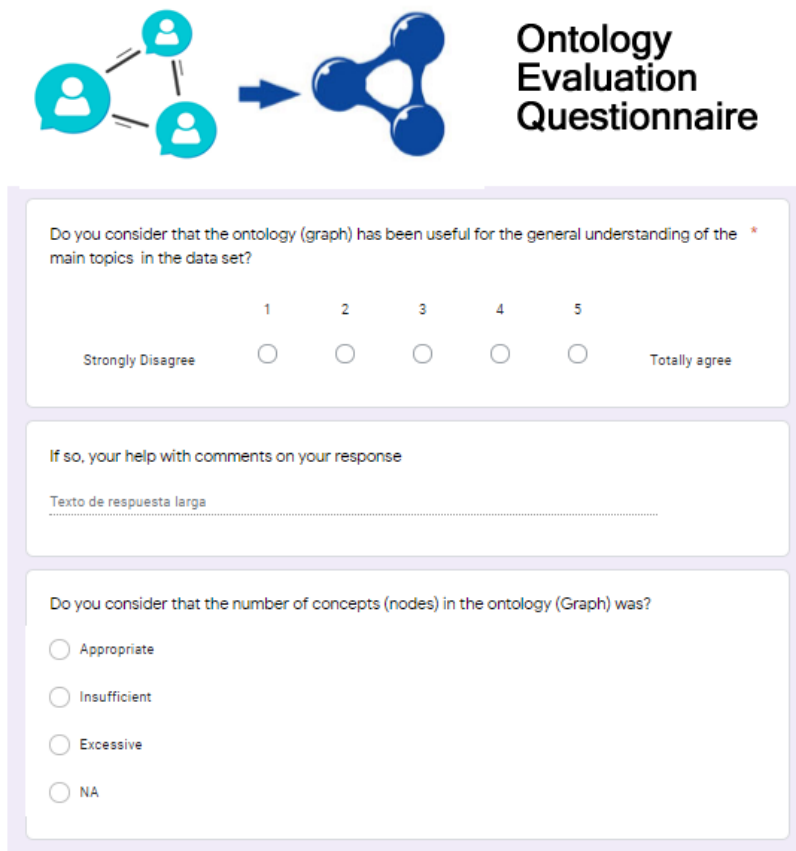 Ontology
Evaluation
Questionnaire
Do you consider that the ontology (graph) has been useful for the general understanding of the *
main topics in the data set?
1 2 3 4 5
Strongly Disagree Totally agree
If so, your help with comments on your response
Texto de respuesta larga
Do you consider that the number of concepts (nodes) in the ontology (Graph) was?
Appropriate
Insufficient
Excessive
NA